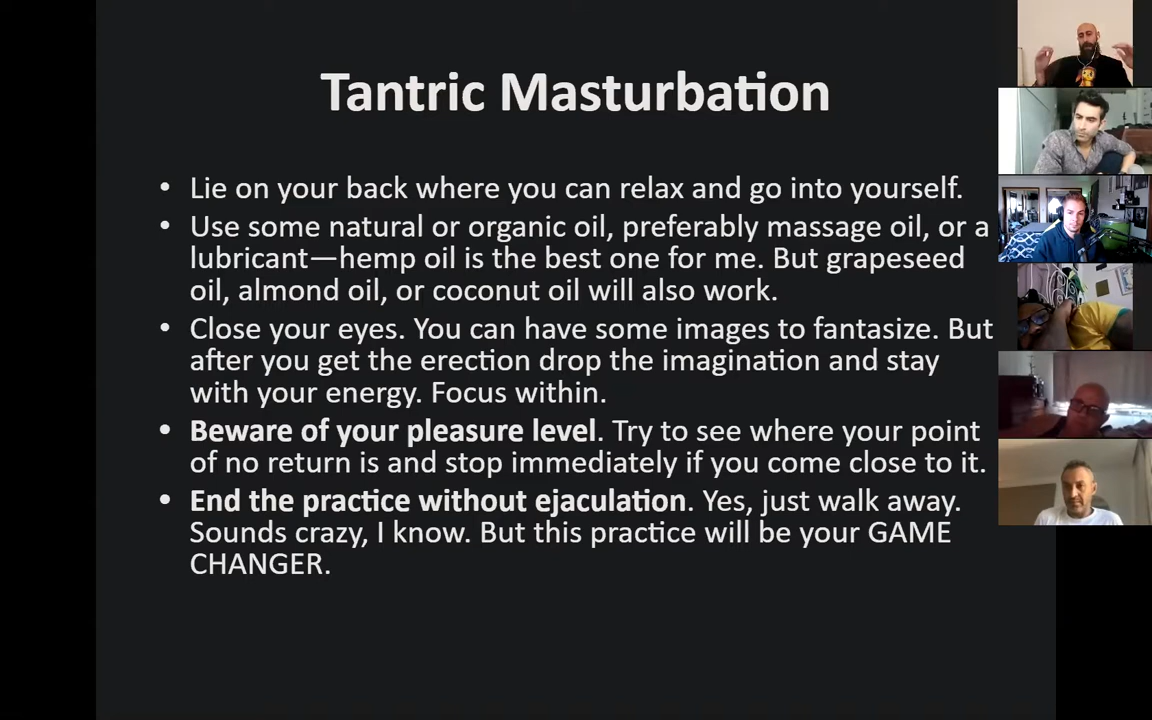 Tantric Masturbation
• Lie on your back where you can relax and go into yourself.
• Use some natural or organic oil, preferably massage oil, or a
lubricant—hemp oil is the best one for me. But grapeseed
oil, almond oil, or coconut oil will also work.
• Close your eyes. You can have some images to fantasize. But
after you get the erection drop the imagination and stay
with your energy. Focus within.
• Beware of your pleasure level. Try to see where your point
of no return is and stop immediately if you come close to it.
• End the practice without ejaculation. Yes, just walk away.
Sounds crazy, I know. But this practice will be your GAME
CHANGER.